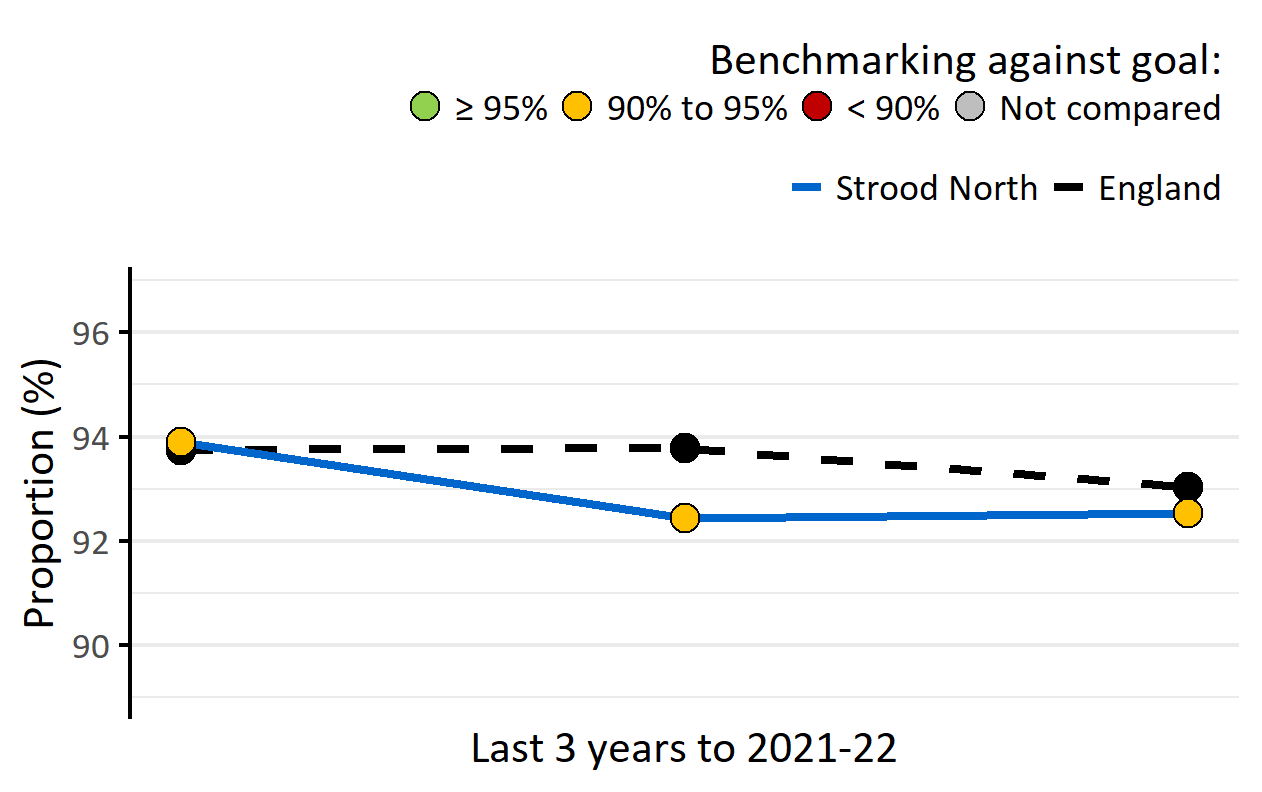 Benchmarking against goal:
≥ 95% 90% to 95% < 90% Not compared
Strood North England
Proportion (%)
96
94
92
90
Last 3 years to 2021-22